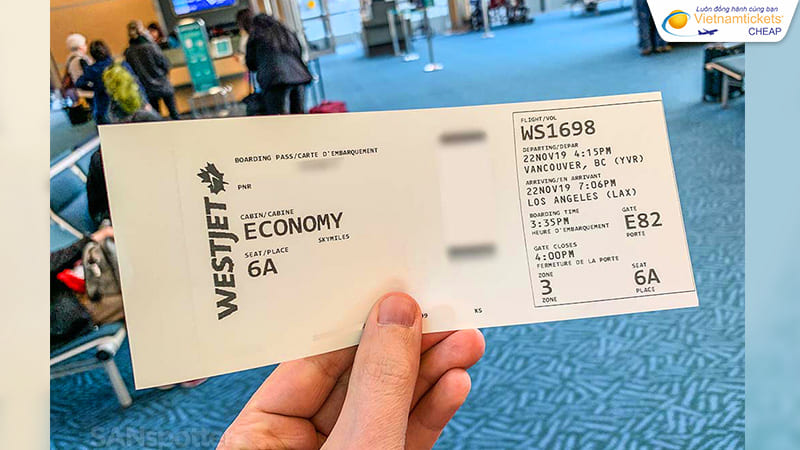 Luôn đồng hành cùng bạn
Vietnamtickets
CHEAP
WESTJET
BOARDING PASS/CARTE D'EMBARQUEMENT
PNR
CABIN/CABINE
ECONOMY
SKYMILES
SEAT/PLACE
6A
FLIGHT/VOL
WS1698
DEPARTING/DEPAR
22NOV19 4:15PM
VANCOUVER, BC (YVR)
ARRIVING/EN ARRIVANT
22NOV19 7:06PM
LOS ANGELES (LAX)
BOARDING TIME
3:35PM
HEURE D'EMBARQUEMENT
GATE
E82
PORTE
GATE CLOSES
4:00PM
FERMETURE DE LA PORTE
ZONE
3
ZONE
SEAT
6A
PLACE
XS
SANspotter